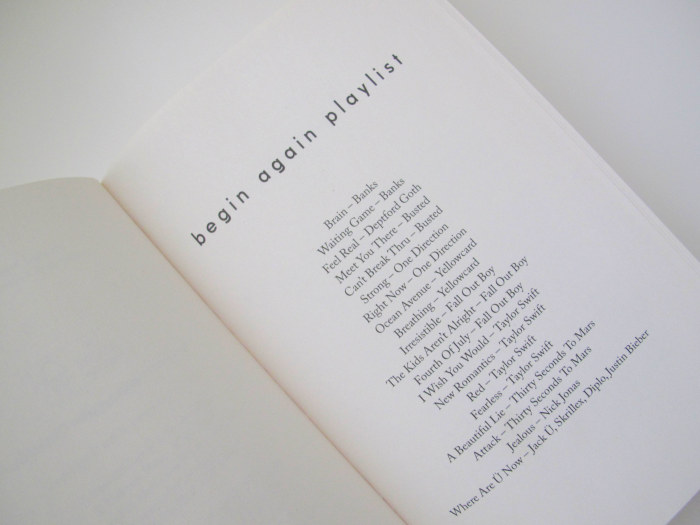 begin again playlist
Brain – Banks
Waiting Game – Banks
Feel Real – Deptford Goth
Meet You There – Busted
Can't Break Thru – Busted
Strong – One Direction
Right Now – One Direction
Ocean Avenue – Yellowcard
Breathing – Yellowcard
Irresistible – Fall Out Boy
The Kids Aren't Alright – Fall Out Boy
Fourth Of July – Fall Out Boy
I Wish You Would – Taylor Swift
New Romantics – Taylor Swift
Red – Taylor Swift
Fearless – Taylor Swift
A Beautiful Lie – Thirty Seconds To Mars
Attack – Thirty Seconds To Mars
Jealous – Nick Jonas
Where Are Ü Now – Jack Ü, Skrillex, Diplo, Justin Bieber